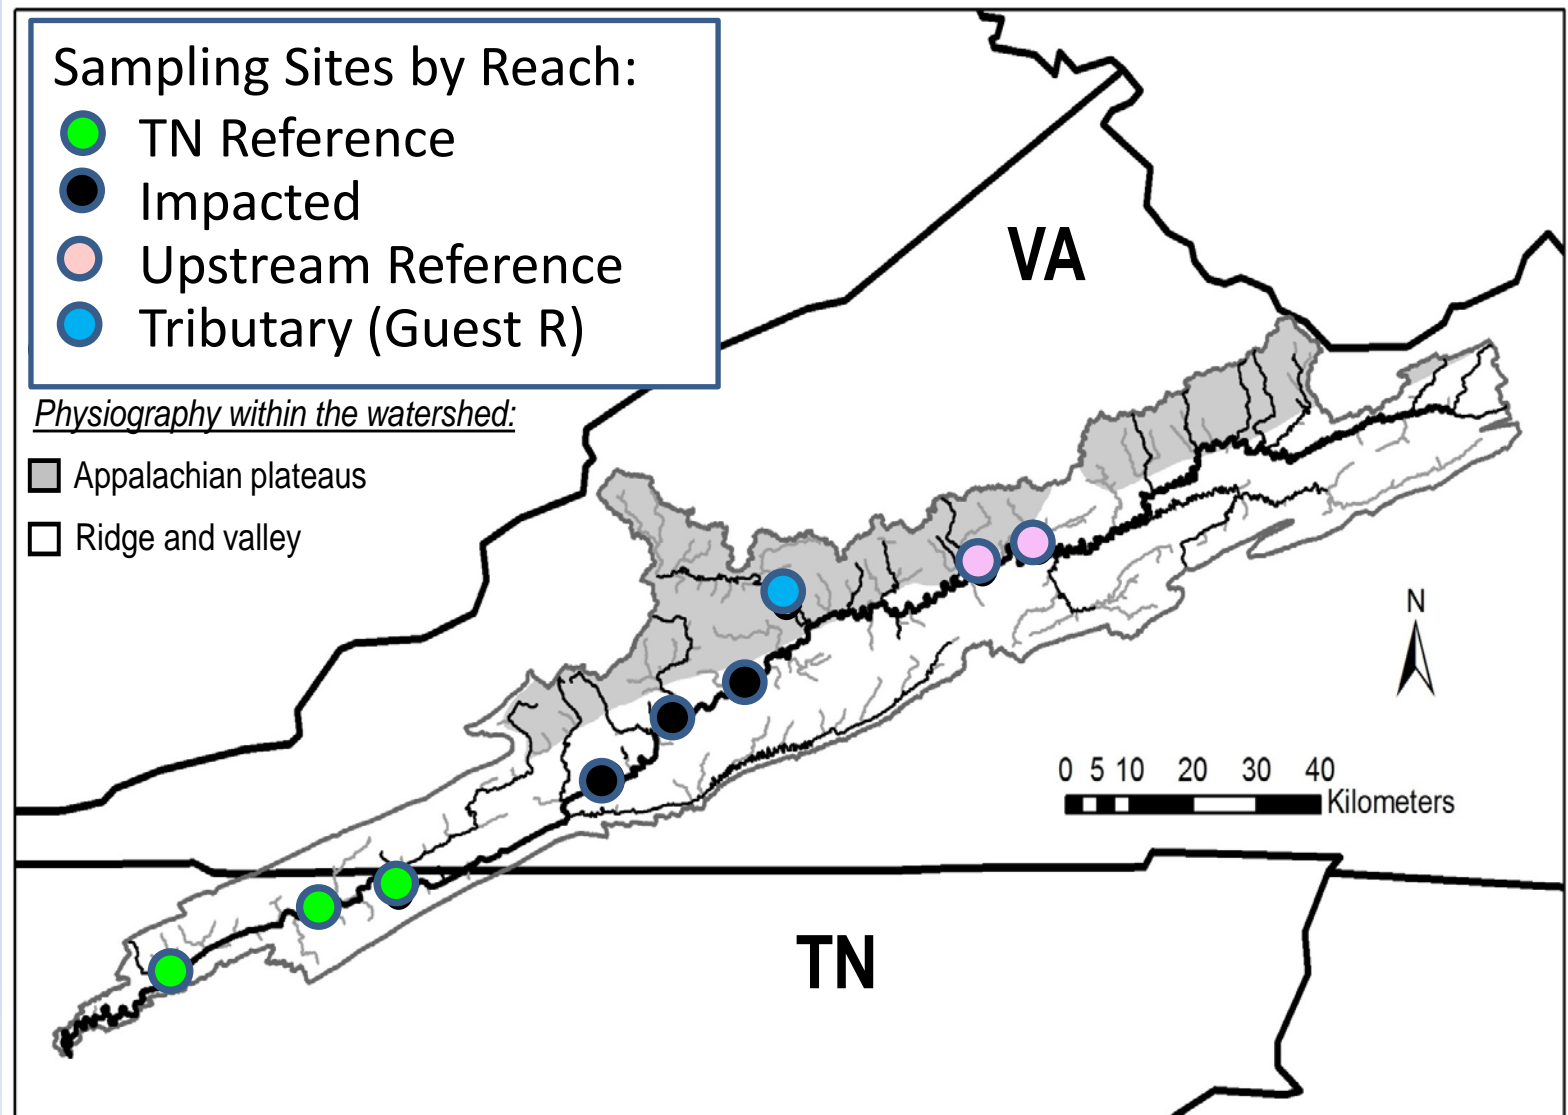 Sampling Sites by Reach:
TN Reference
Impacted
Upstream Reference
Tributary (Guest R)
Physiography within the watershed:
Appalachian plateaus
Ridge and valley
VA
N
0 5 10 20 30 40
Kilometers
TN